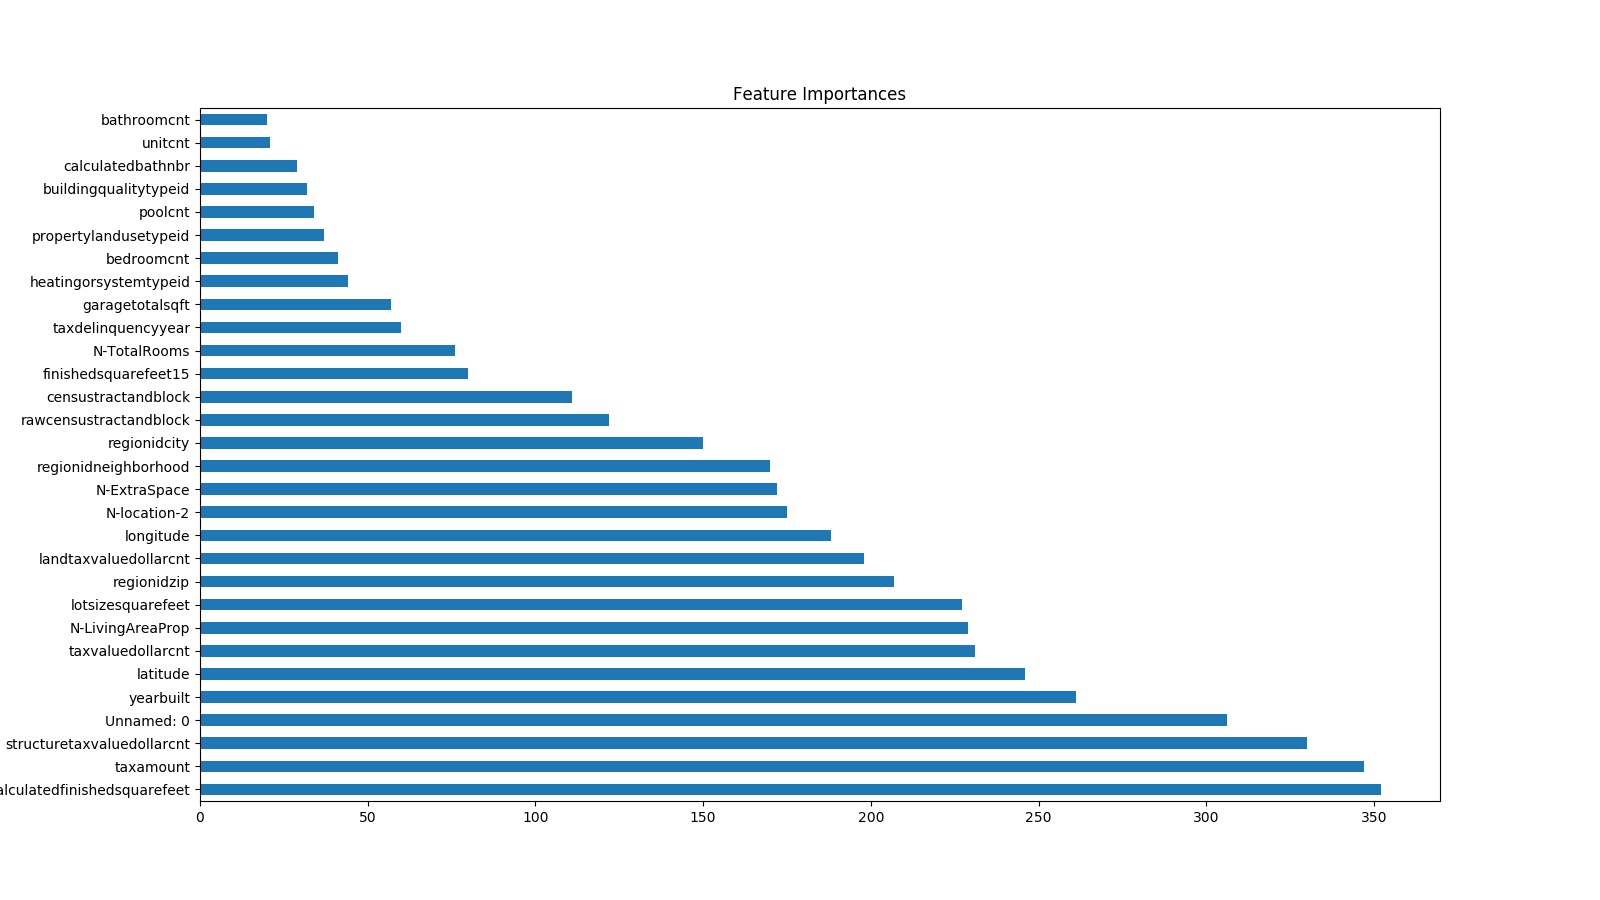 Feature Importances
bathroomcnt
unitcnt
calculatedbathnbr
buildingqualitytypeid
poolcnt
propertylandusetypeid
bedroomcnt
heatingorsystemtypeid
garagetotalsqft
taxdelinquencyyear
N-TotalRooms
finishedsquarefeet15
censustractandblock
rawcensustractandblock
regionidcity
regionidneighborhood
N-ExtraSpace
N-location-2
longitude
landtaxvaluedollarcnt
regionidzip
lotsizesquarefeet
N-LivingAreaProp
taxvaluedollarcnt
latitude
yearbuilt
Unnamed: 0
structuretaxvaluedollarcnt
taxamount
alculatedfinishedsquarefeet
0 50 100 150 200 250 300 350